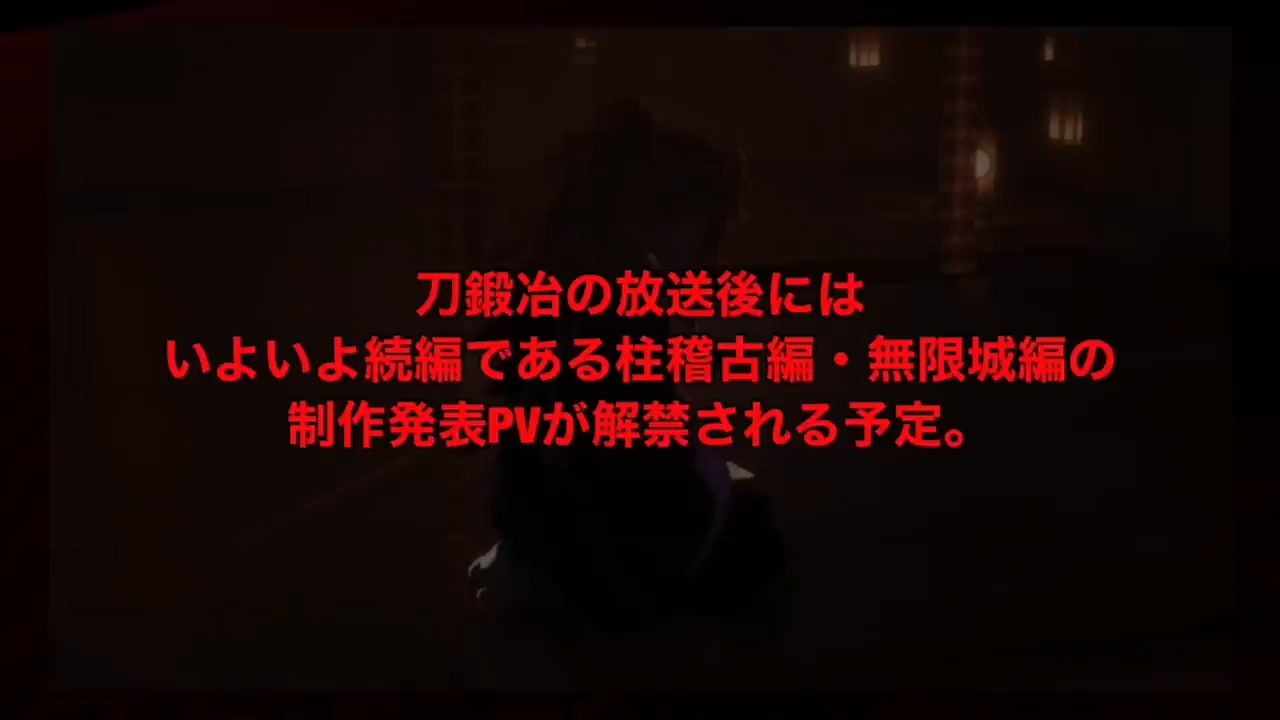 刀鍛冶の放送後には
いよいよ続編である柱稽古編・無限城編の
制作発表PVが解禁される予定。